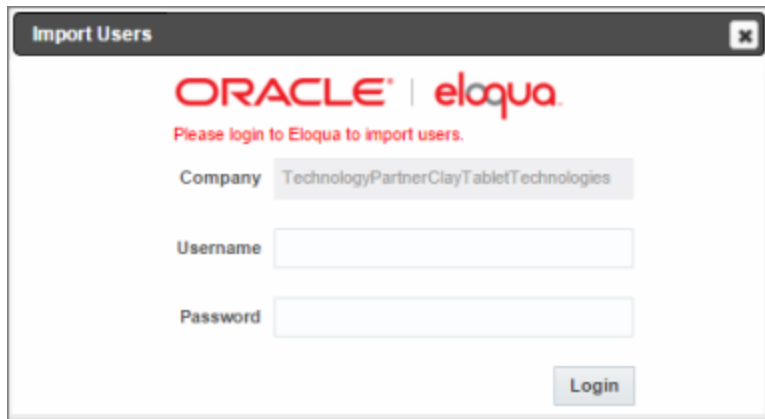 Import Users
ORACLE | eloqua
Please login to Eloqua to import users.
Company TechnologyPartnerClayTabletTechnologies
Username
Password
Login